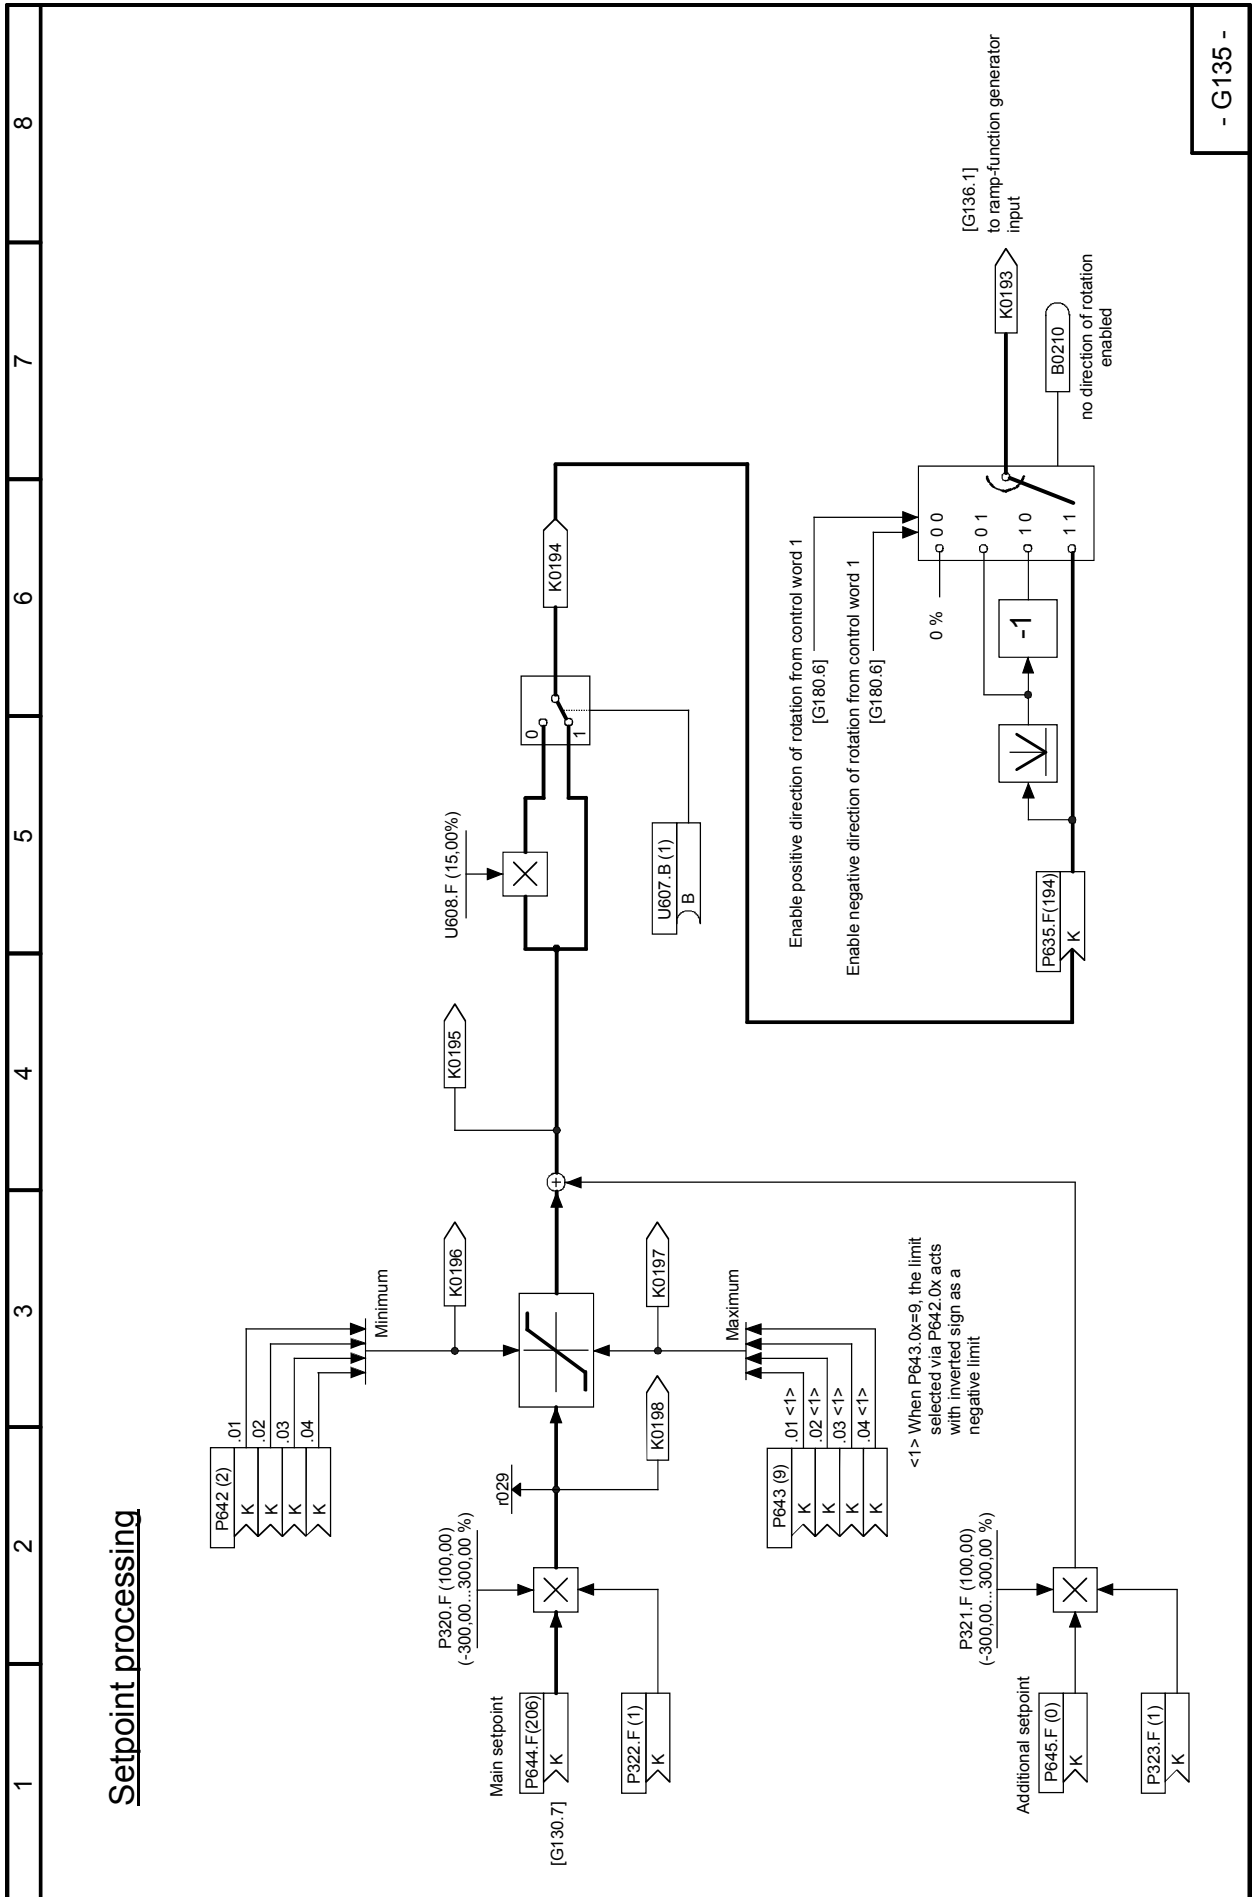 1
2
3
4
5
6
7
8
Setpoint processing
P642 (2)
K
.01
K
.02
K
.03
K
.04
Minimum
K0196
Main setpoint
[G130.7]
P644.F(206)
K
P320.F (100,00)
(-300,00...300,00 %)
P322.F (1)
K
r029
K0198
K0197
Maximum
P643 (9)
K
.01 <1>
K
.02 <1>
K
.03 <1>
K
.04 <1>
<1> When P643.0x=9, the limit
selected via P642.0x acts
with inverted sign as a
negative limit
Additional setpoint
P645.F (0)
K
P321.F (100,00)
(-300,00...300,00 %)
P323.F (1)
K
+
K0195
U608.F (15,00%)
0
1
U607.B (1)
B
K0194
Enable positive direction of rotation from control word 1
[G180.6]
Enable negative direction of rotation from control word 1
[G180.6]
0 %
0 0
0 1
1 0
1 1
-1
P635.F(194)
K
K0193
[G136.1]
to ramp-function generator
input
B0210
no direction of rotation
enabled
- G135 -